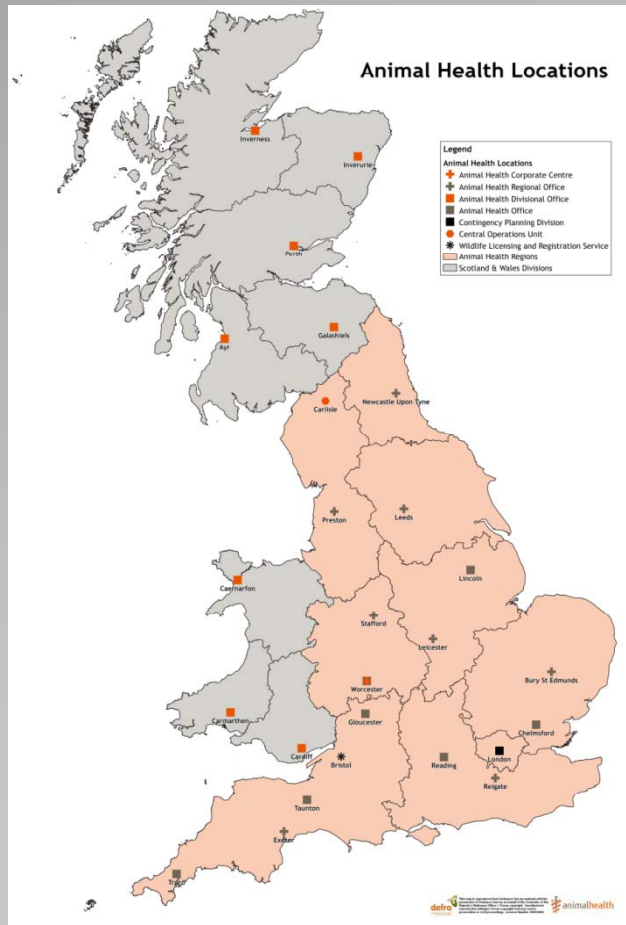 Animal Health Locations
Legend
Animal Health Locations
Animal Health Corporate Centre
Animal Health Regional Office
Animal Health Divisional Office
Animal Health Office
Contingency Planning Division
Central Operations Unit
Wildlife Licensing and Registration Service
Animal Health Regions
Scotland & Wales Divisions
Inverness
Inverurie
Perth
Galashiels
Ayr
Carlisle
Newcastle Upon Tyne
Preston
Leeds
Lincoln
Caernarfon
Stafford
Leicester
Bury St Edmunds
Worcester
Carmarthen
Gloucester
Chelmsford
Cardiff
Bristol
Reading
London
Reigate
Taunton
Exeter
Truro
defra
animalhealth